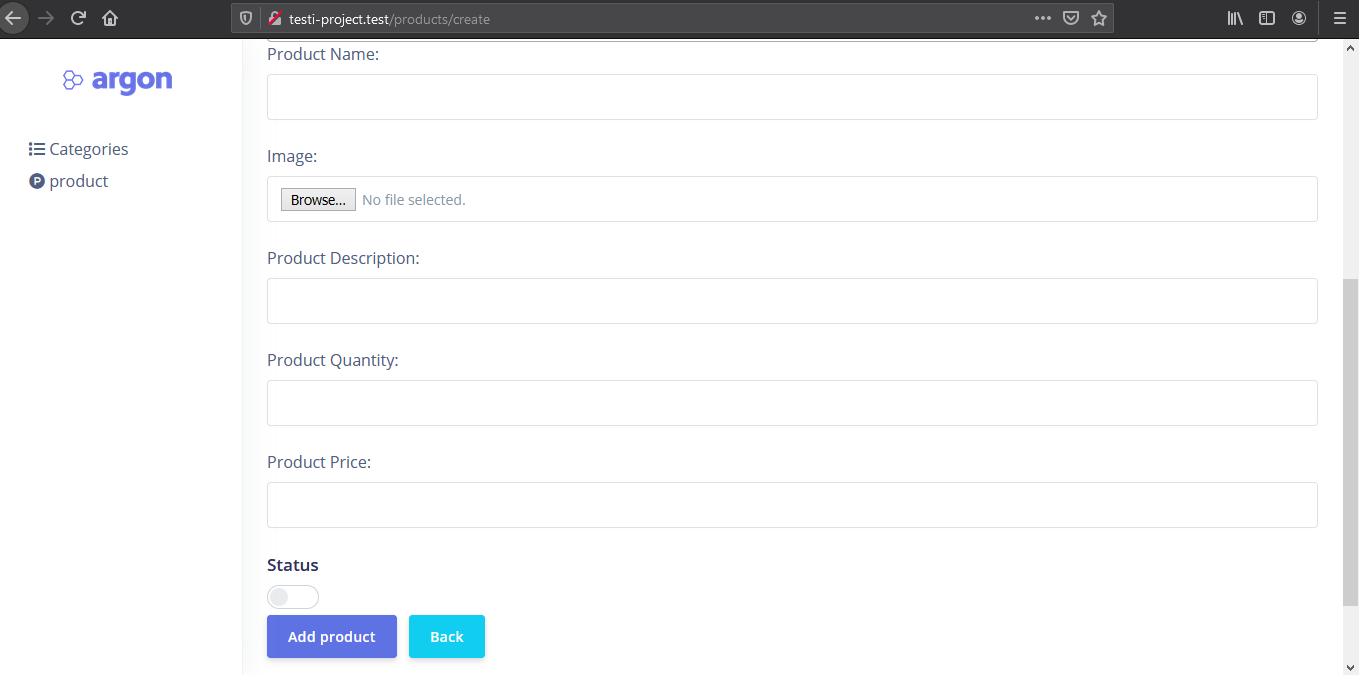 testi-project.test/products/create
argon
Categories
product
Product Name:
Image:
Browse... No file selected.
Product Description:
Product Quantity:
Product Price:
Status
Add product
Back